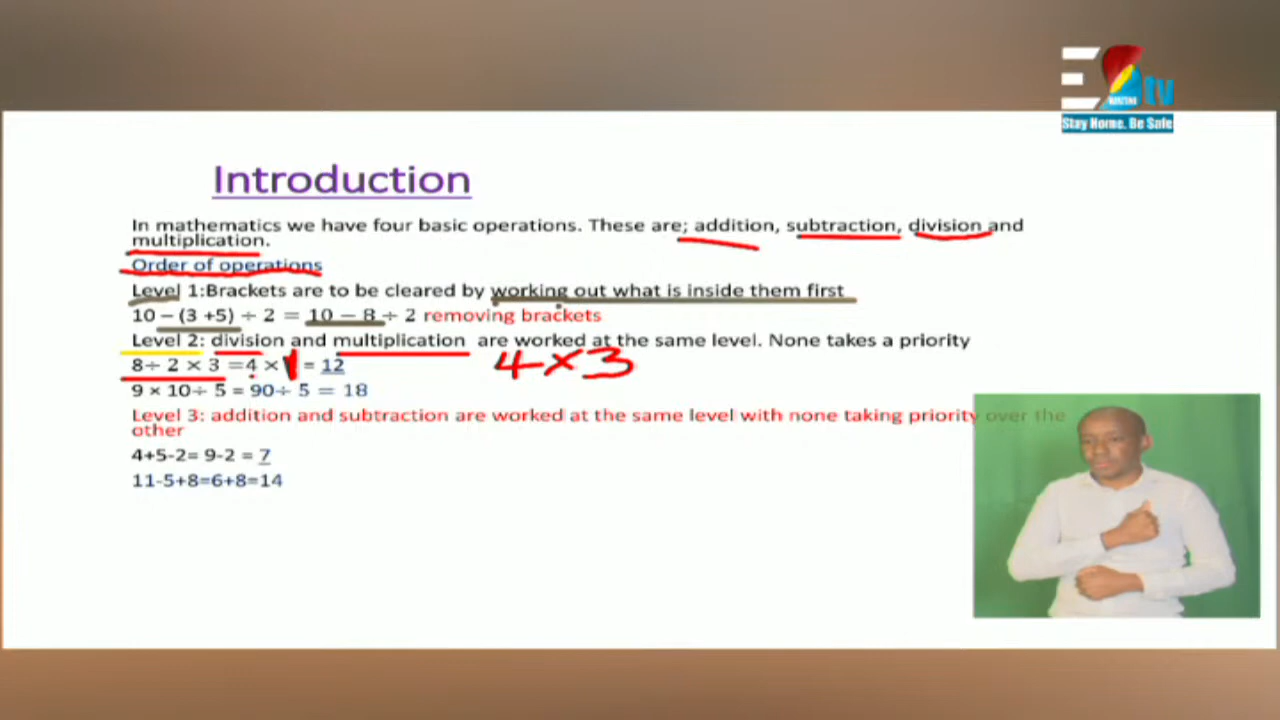 E tv
Stay Home. Be Safe
Introduction
In mathematics we have four basic operations. These are; addition, subtraction, division and
multiplication.
Order of operations
Level 1:Brackets are to be cleared by working out what is inside them first
10 – (3 +5) ÷ 2 = 10 – 8 ÷ 2 removing brackets
Level 2: division and multiplication are worked at the same level. None takes a priority
8÷ 2 × 3 =4 × = 12
4×3
9 × 10÷ 5 = 90÷ 5 = 18
Level 3: addition and subtraction are worked at the same level with none taking priority over the
other
4+5-2= 9-2 = 7
11-5+8=6+8=14